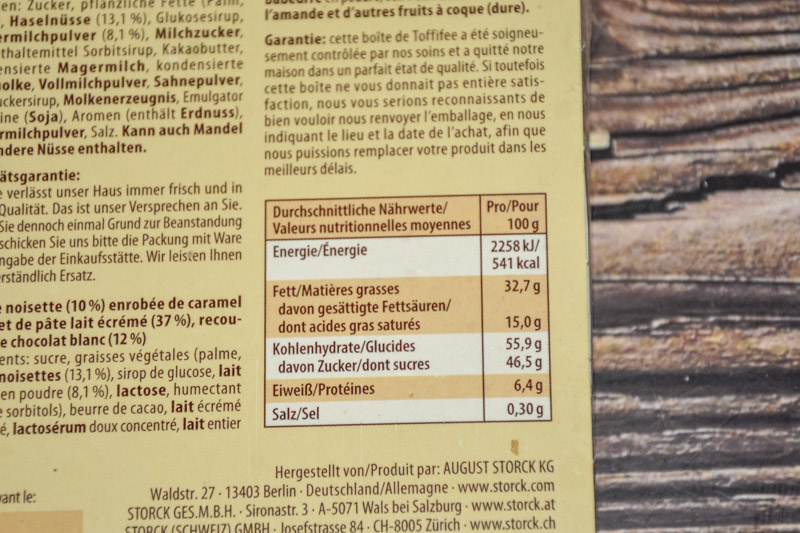 en: Zucker, pflanzliche Fette (Palm,
, Haselnüsse (13,1 %), Glukosesirup,
ermilchpulver (8,1 %), Milchzucker,
thaltemittel Sorbitsirup, Kakaobutter,
ensierte Magermilch, kondensierte
olke, Vollmilchpulver, Sahnepulver,
uckersirup, Molkenerzeugnis, Emulgator
ine (Soja), Aromen (enthält Erdnuss),
rmilchpulver, Salz. Kann auch Mandel
ndere Nüsse enthalten.
ätsgarantie:
e verlässt unser Haus immer frisch und in
Qualität. Das ist unser Versprechen an Sie.
Sie dennoch einmal Grund zur Beanstandung
schicken Sie uns bitte die Packung mit Ware
ngabe der Einkaufsstätte. Wir leisten Ihnen
rständlich Ersatz.
e noisette (10 %) enrobée de caramel
et de pâte lait écrémé (37 %), recou-
e chocolat blanc (12 %)
ents: sucre, graisses végétales (palme,
noisettes (13,1 %), sirop de glucose, lait
en poudre (8,1 %), lactose, humectant
e sorbitols), beurre de cacao, lait écrémé
é, lactosérum doux concentré, lait entier
vant le:
l'amande et d'autres fruits à coque (dure).
Garantie: cette boîte de Toffifee a été soigneu-
sement contrôlée par nos soins et a quitté notre
maison dans un parfait état de qualité. Si toutefois
cette boîte ne vous donnait pas entière satis-
faction, nous vous serions reconnaissants de
bien vouloir nous renvoyer l'emballage, en nous
indiquant le lieu et la date de l'achat, afin que
nous puissions remplacer votre produit dans les
meilleurs délais.
Durchschnittliche Nährwerte/ Pro/Pour
Valeurs nutritionnelles moyennes 100 g
Energie/Énergie 2258 kJ/
541 kcal
Fett/Matières grasses 32,7 g
davon gesättigte Fettsäuren/
dont acides gras saturés 15,0 g
Kohlenhydrate/Glucides 55,9 g
davon Zucker/dont sucres 46,5 g
Eiweiß/Protéines 6,4 g
Salz/Sel 0,30 g
Hergestellt von/Produit par: AUGUST STORCK KG
Waldstr. 27 · 13403 Berlin · Deutschland/Allemagne · www.storck.com
STORCK GES.M.B.H. · Sironastr. 3 · A-5071 Wals bei Salzburg · www.storck.at
STORCK (SCHWEIZ) GMBH · Josefstrasse 84 · CH-8005 Zürich · www.storck.ch